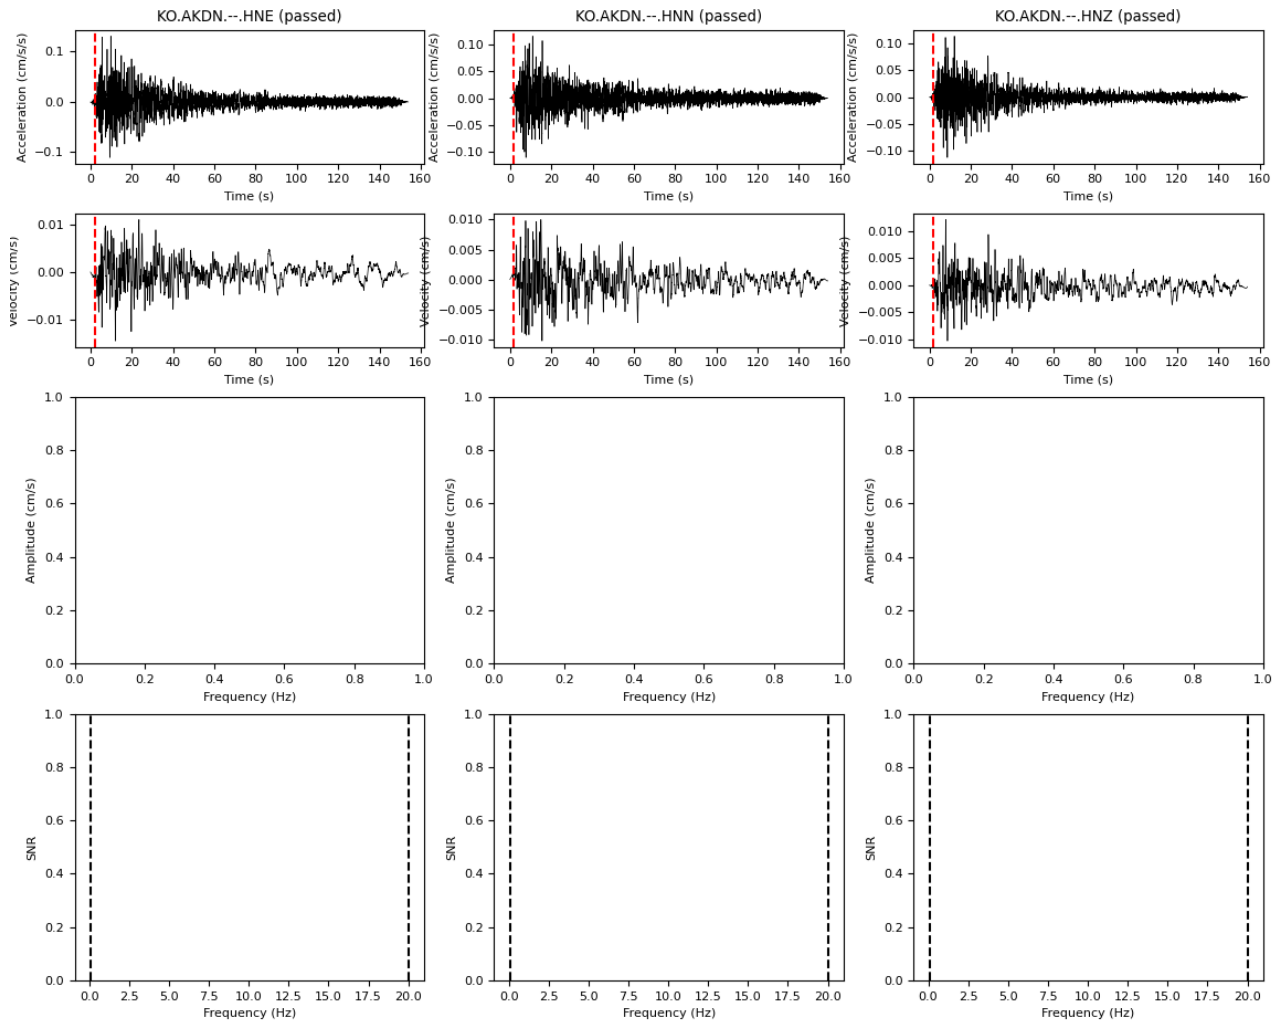 KO.AKDN.--.HNE (passed)
KO.AKDN.--.HNN (passed)
KO.AKDN.--.HNZ (passed)
Acceleration (cm/s/s)
0.1
0.0
−0.1
0 20 40 60 80 100 120 140 160
Time (s)
Acceleration (cm/s/s)
0.10
0.05
0.00
−0.05
−0.10
0 20 40 60 80 100 120 140 160
Time (s)
Acceleration (cm/s/s)
0.10
0.05
0.00
−0.05
−0.10
0 20 40 60 80 100 120 140 160
Time (s)
Velocity (cm/s)
0.01
0.00
−0.01
0 20 40 60 80 100 120 140 160
Time (s)
Velocity (cm/s)
0.010
0.005
0.000
−0.005
−0.010
0 20 40 60 80 100 120 140 160
Time (s)
Velocity (cm/s)
0.010
0.005
0.000
−0.005
−0.010
0 20 40 60 80 100 120 140 160
Time (s)
Amplitude (cm/s)
1.0
0.8
0.6
0.4
0.2
0.0
0.0 0.2 0.4 0.6 0.8 1.0
Frequency (Hz)
Amplitude (cm/s)
1.0
0.8
0.6
0.4
0.2
0.0
0.0 0.2 0.4 0.6 0.8 1.0
Frequency (Hz)
Amplitude (cm/s)
1.0
0.8
0.6
0.4
0.2
0.0
0.0 0.2 0.4 0.6 0.8 1.0
Frequency (Hz)
SNR
1.0
0.8
0.6
0.4
0.2
0.0
0.0 2.5 5.0 7.5 10.0 12.5 15.0 17.5 20.0
Frequency (Hz)
SNR
1.0
0.8
0.6
0.4
0.2
0.0
0.0 2.5 5.0 7.5 10.0 12.5 15.0 17.5 20.0
Frequency (Hz)
SNR
1.0
0.8
0.6
0.4
0.2
0.0
0.0 2.5 5.0 7.5 10.0 12.5 15.0 17.5 20.0
Frequency (Hz)